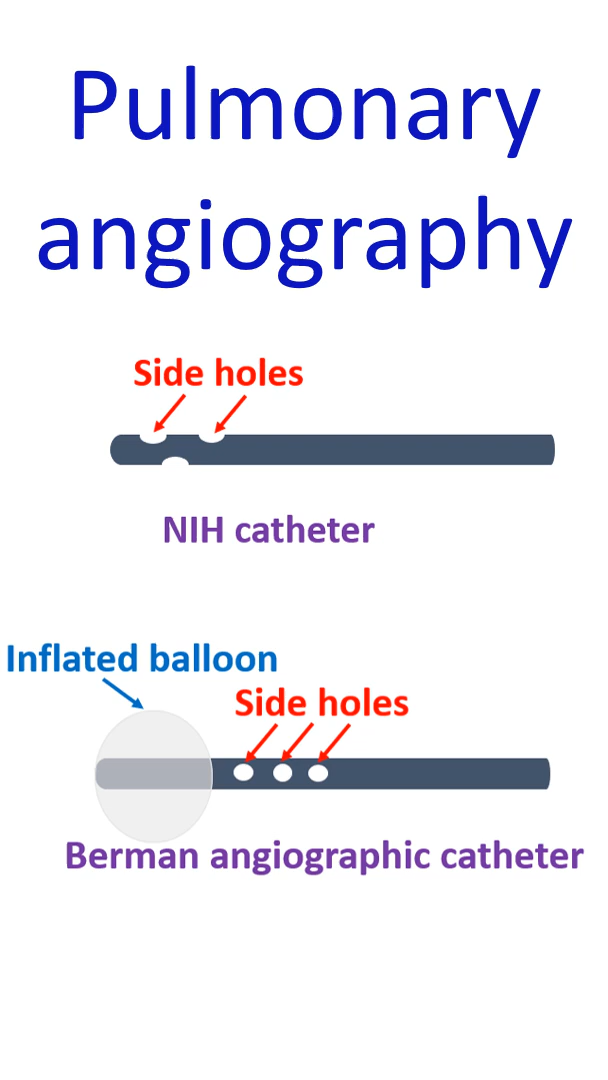 Pulmonary
angiography
Side holes
NIH catheter
Inflated balloon
Side holes
Berman angiographic catheter